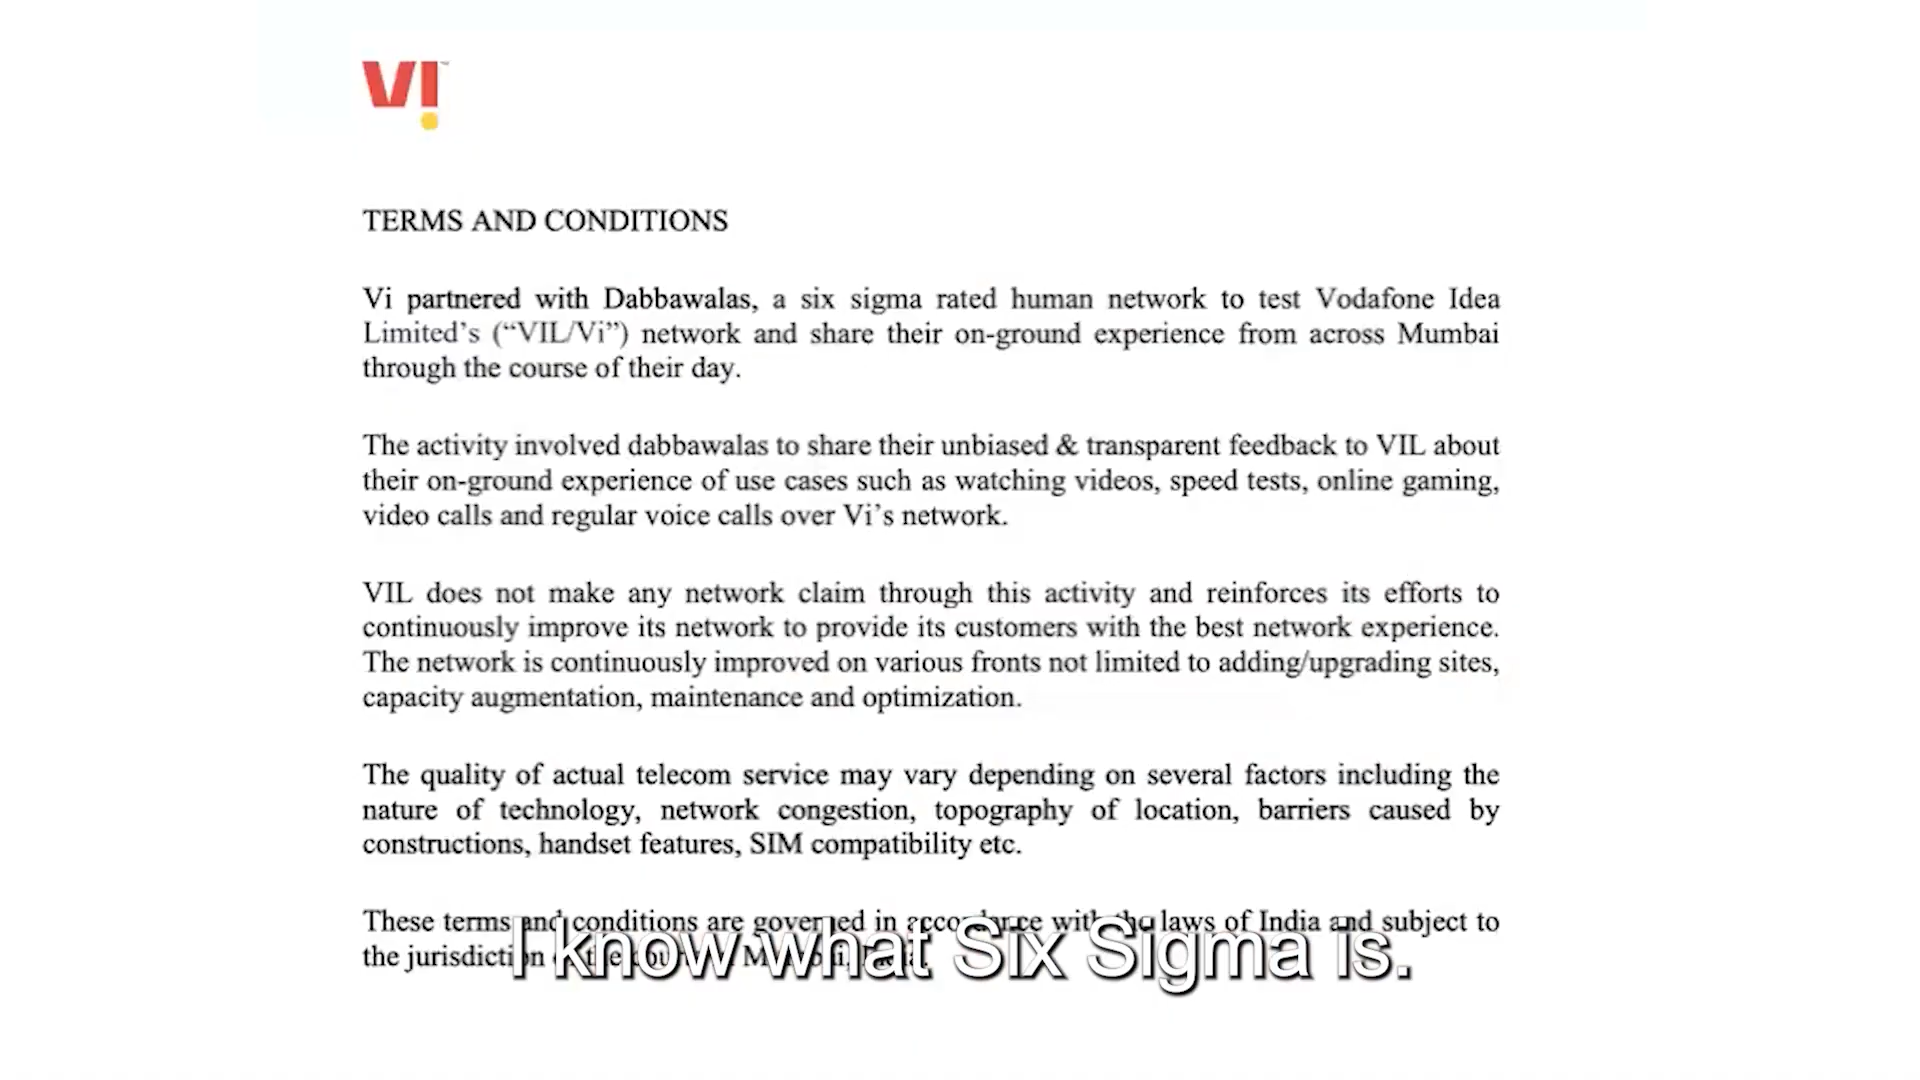 VI
TERMS AND CONDITIONS
Vi partnered with Dabbawalas, a six sigma rated human network to test Vodafone Idea
Limited's (“VIL/Vi”) network and share their on-ground experience from across Mumbai
through the course of their day.
The activity involved dabbawalas to share their unbiased & transparent feedback to VIL about
their on-ground experience of use cases such as watching videos, speed tests, online gaming,
video calls and regular voice calls over Vi's network.
VIL does not make any network claim through this activity and reinforces its efforts to
continuously improve its network to provide its customers with the best network experience.
The network is continuously improved on various fronts not limited to adding/upgrading sites,
capacity augmentation, maintenance and optimization.
The quality of actual telecom service may vary depending on several factors including the
nature of technology, network congestion, topography of location, barriers caused by
constructions, handset features, SIM compatibility etc.
These terms and conditions are governed in accordance with the laws of India and subject to
the jurisdiction
I know what Six Sigma is.